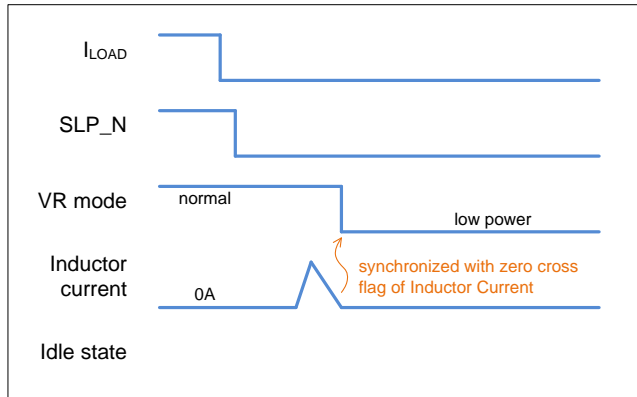 ILOAD
SLP_N
VR mode
normal
low power
Inductor
current
0A
synchronized with zero cross
flag of Inductor Current
Idle state